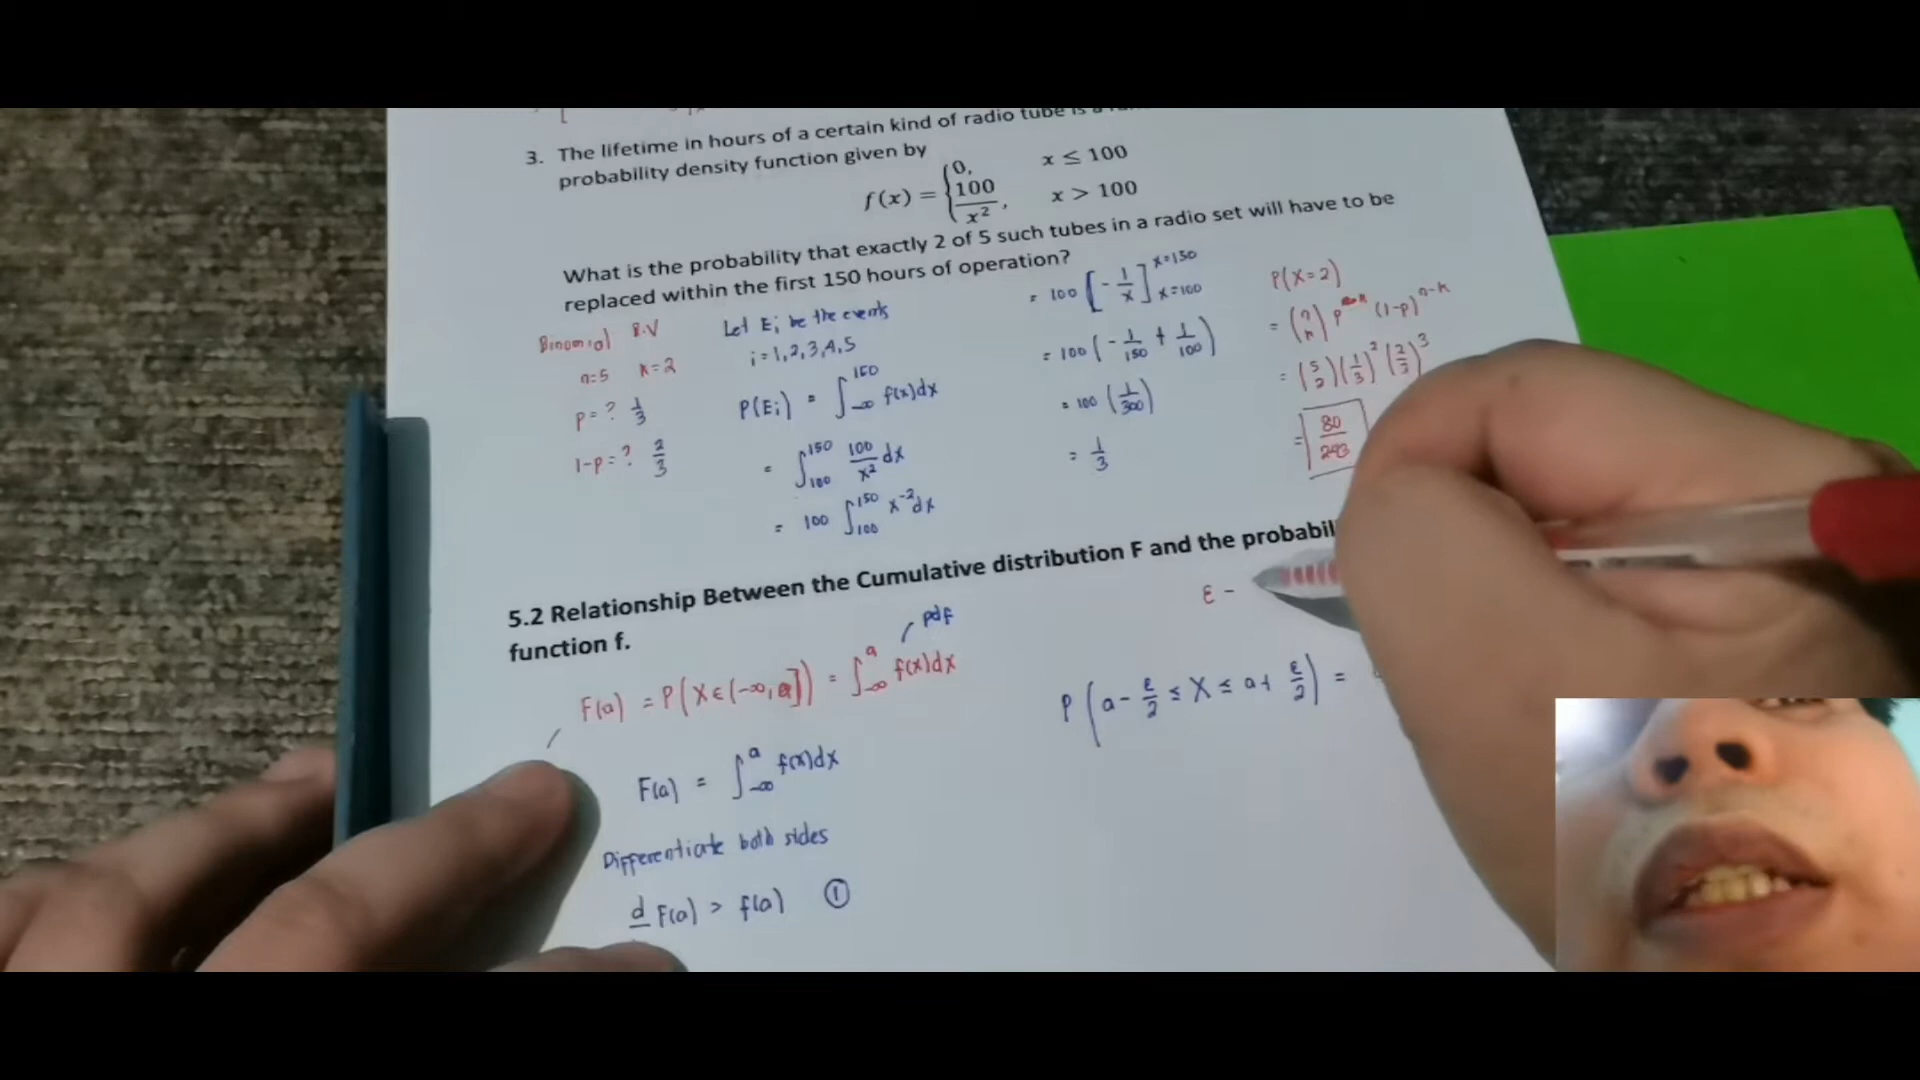 3. The lifetime in hours of a certain kind of radio tube is a
probability density function given by
f(x) = {0, x ≤ 100
100/x², x > 100
What is the probability that exactly 2 of 5 such tubes in a radio set will have to be
replaced within the first 150 hours of operation?
Binomial R.V
n=5 k=2
p=? 1/3
1-p=? 2/3
Let Ei be the events
i=1,2,3,4,5
P(Ei) = ∫_{-∞}^{150} f(x)dx
= ∫_{100}^{150} 100/x² dx
= 100 ∫_{100}^{150} x^{-2}dx
= 100 [-1/x] x=150 x=100
= 100 (-1/150 + 1/100)
= 100 (1/300)
= 1/3
P(X=2)
= (n k) p (1-p)^{n-k}
= (5 2)(1/3)²(2/3)³
= 80/243
5.2 Relationship Between the Cumulative distribution F and the
function f.
pdf
F(a) = P(X∈(-∞,a]) = ∫_{-∞}^{a} f(x)dx
F(a) = ∫_{-∞}^{a} f(x)dx
Differentiate both sides
d F(a) = f(a) ①
ε -
P(a - ε/2 ≤ X ≤ a + ε/2) =